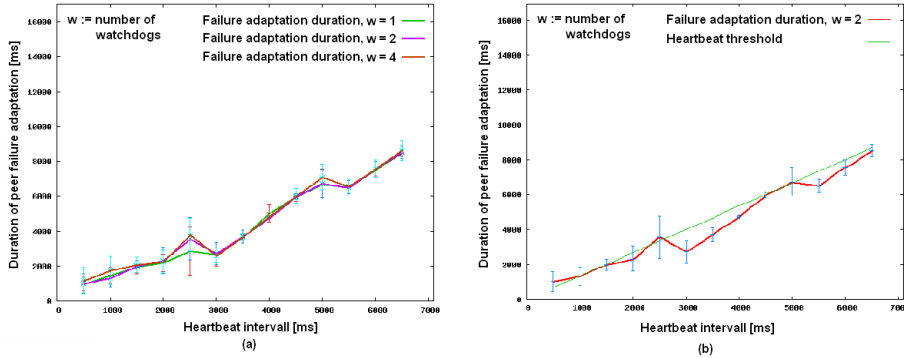 w := number of
watchdogs
Failure adaptation duration, w = 1
Failure adaptation duration, w = 2
Failure adaptation duration, w = 4
Duration of peer failure adaptation [ms]
16000
14000
12000
10000
8000
6000
4000
2000
0
0 1000 2000 3000 4000 5000 6000 7000
Heartbeat intervall [ms]
(a)
w := number of
watchdogs
Failure adaptation duration, w = 2
Heartbeat threshold
Duration of peer failure adaptation [ms]
16000
14000
12000
10000
8000
6000
4000
2000
0
0 1000 2000 3000 4000 5000 6000 7000
Heartbeat intervall [ms]
(b)